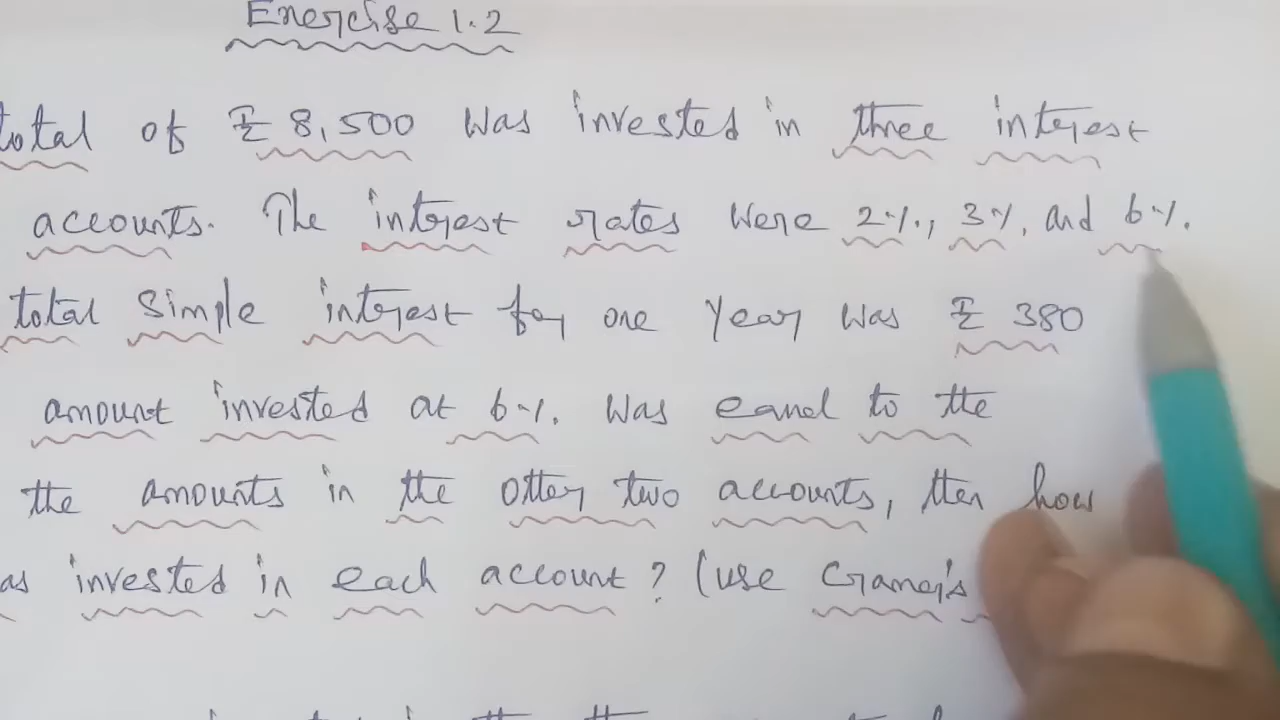 Exercise 1.2
total of ₹ 8,500 was invested in three interest
accounts. The interest rates were 2%, 3%, and 6%.
total simple interest for one year was ₹ 380
amount invested at 6%. was equal to the
the amounts in the other two accounts, then how
as invested in each account? (use Cramer's